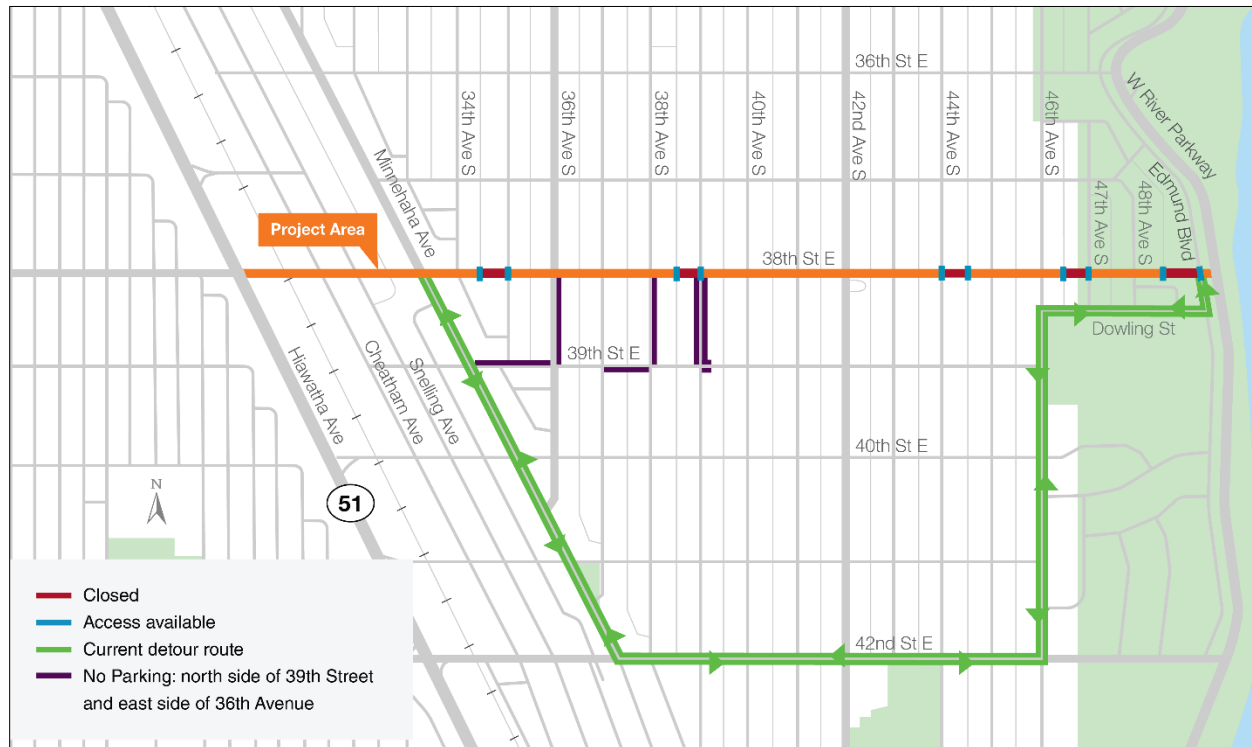 36th St E
W River Parkway
34th Ave S
36th Ave S
38th Ave S
40th Ave S
42nd Ave S
44th Ave S
46th Ave S
Minnehaha Ave
Edmund Blvd
47th Ave S
48th Ave S
Project Area
38th St E
Dowling St
39th St E
Hiawatha Ave
Cheatham Ave
Snelling Ave
40th St E
N
51
42nd St E
Closed
Access available
Current detour route
No Parking: north side of 39th Street
and east side of 36th Avenue